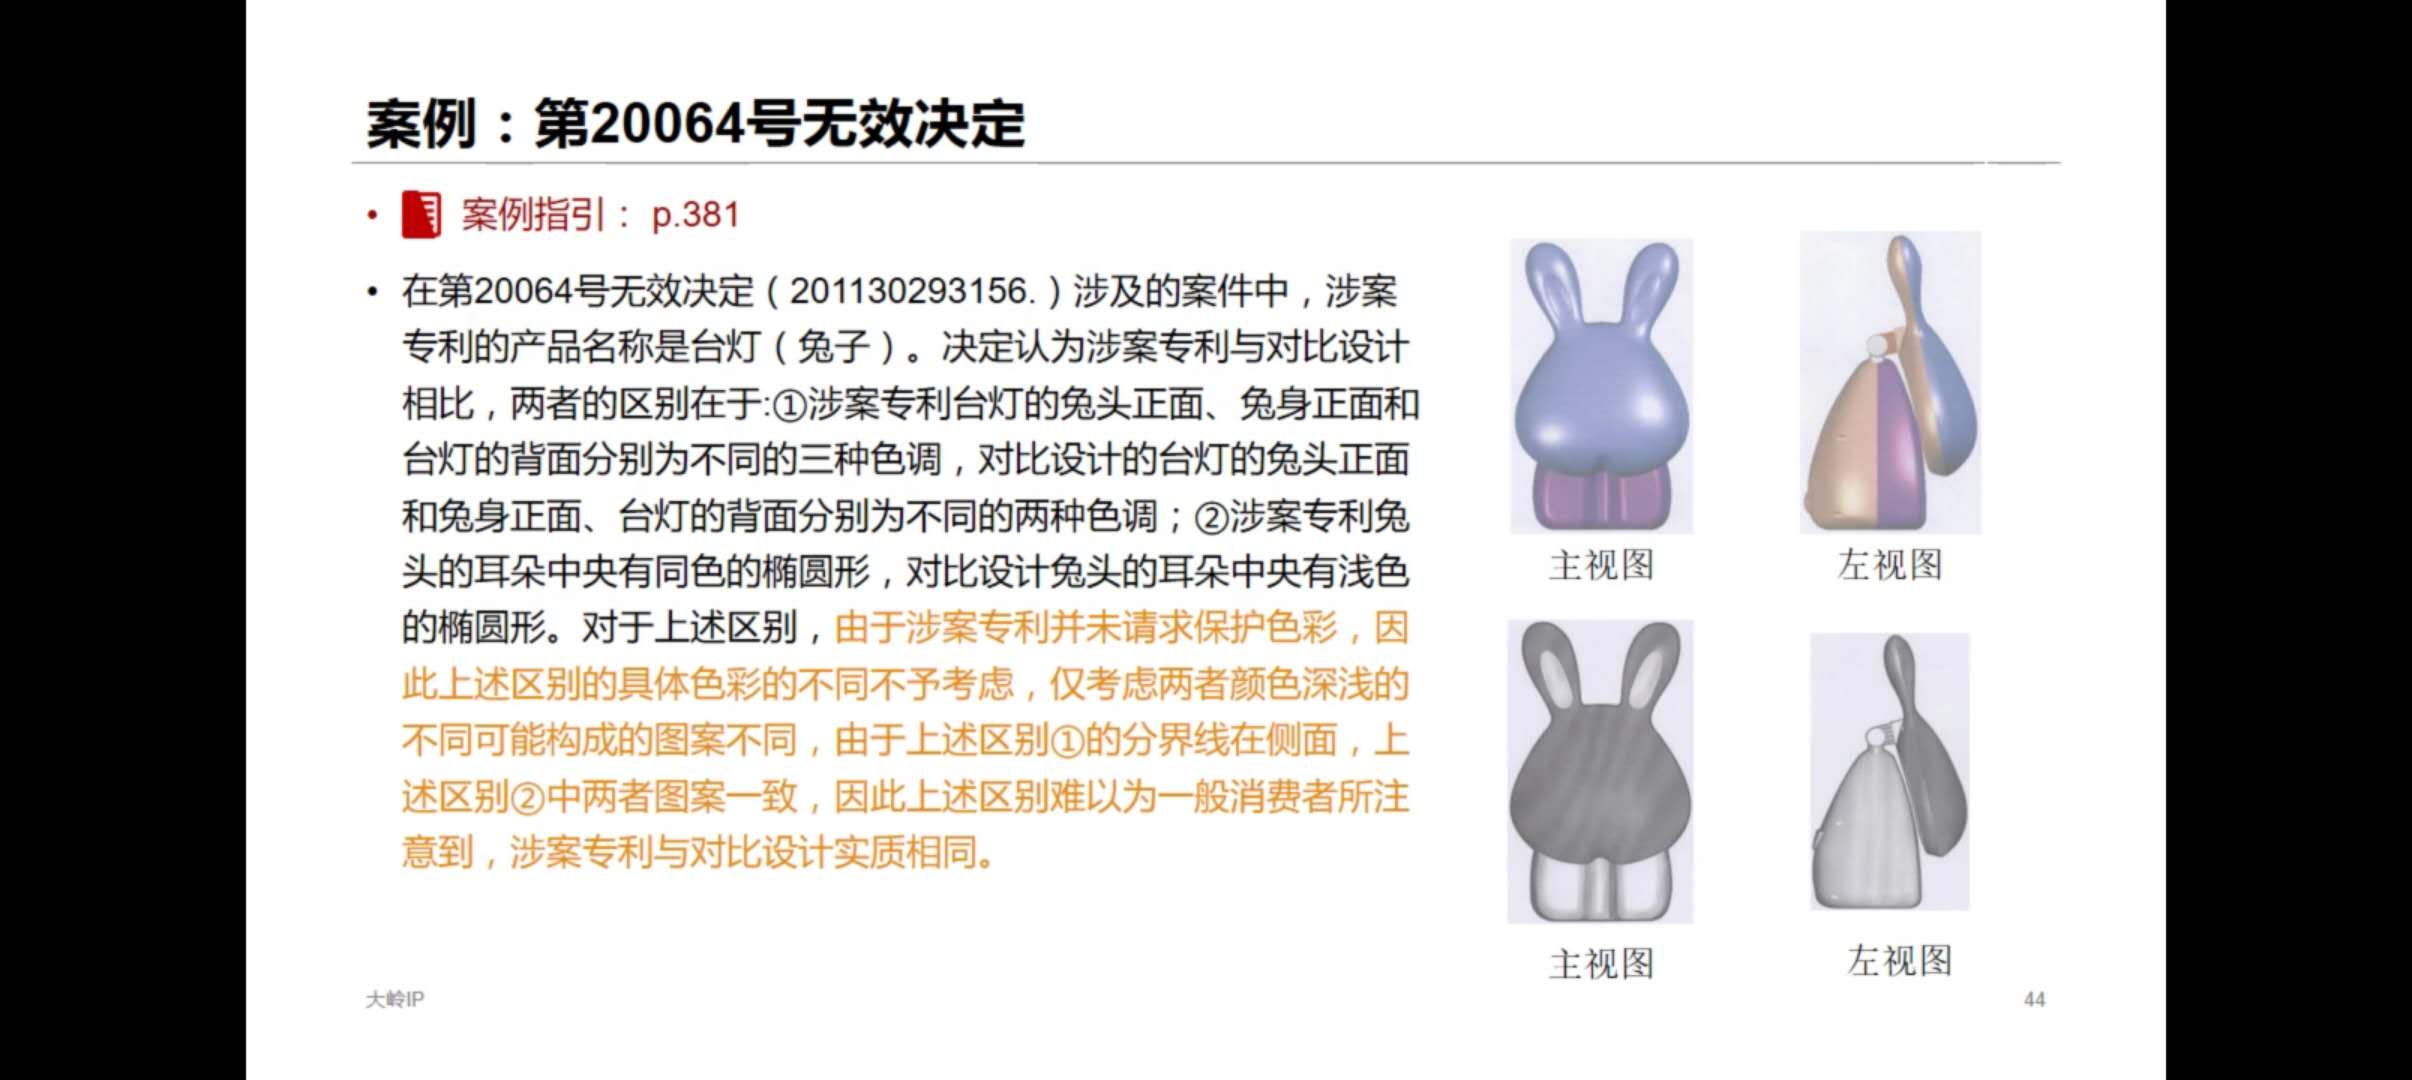 案例：第20064号无效决定
• 案例指引： p.381
• 在第20064号无效决定（201130293156.）涉及的案件中，涉案
专利的产品名称是台灯（兔子）。决定认为涉案专利与对比设计
相比，两者的区别在于:①涉案专利台灯的兔头正面、兔身正面和
台灯的背面分别为不同的三种色调，对比设计的台灯的兔头正面
和兔身正面、台灯的背面分别为不同的两种色调；②涉案专利兔
头的耳朵中央有同色的椭圆形，对比设计兔头的耳朵中央有浅色
的椭圆形。对于上述区别，由于涉案专利并未请求保护色彩，因
此上述区别的具体色彩的不同不予考虑，仅考虑两者颜色深浅的
不同可能构成的图案不同，由于上述区别①的分界线在侧面，上
述区别②中两者图案一致，因此上述区别难以为一般消费者所注
意到，涉案专利与对比设计实质相同。
主视图
左视图
主视图
左视图
大岭IP
44